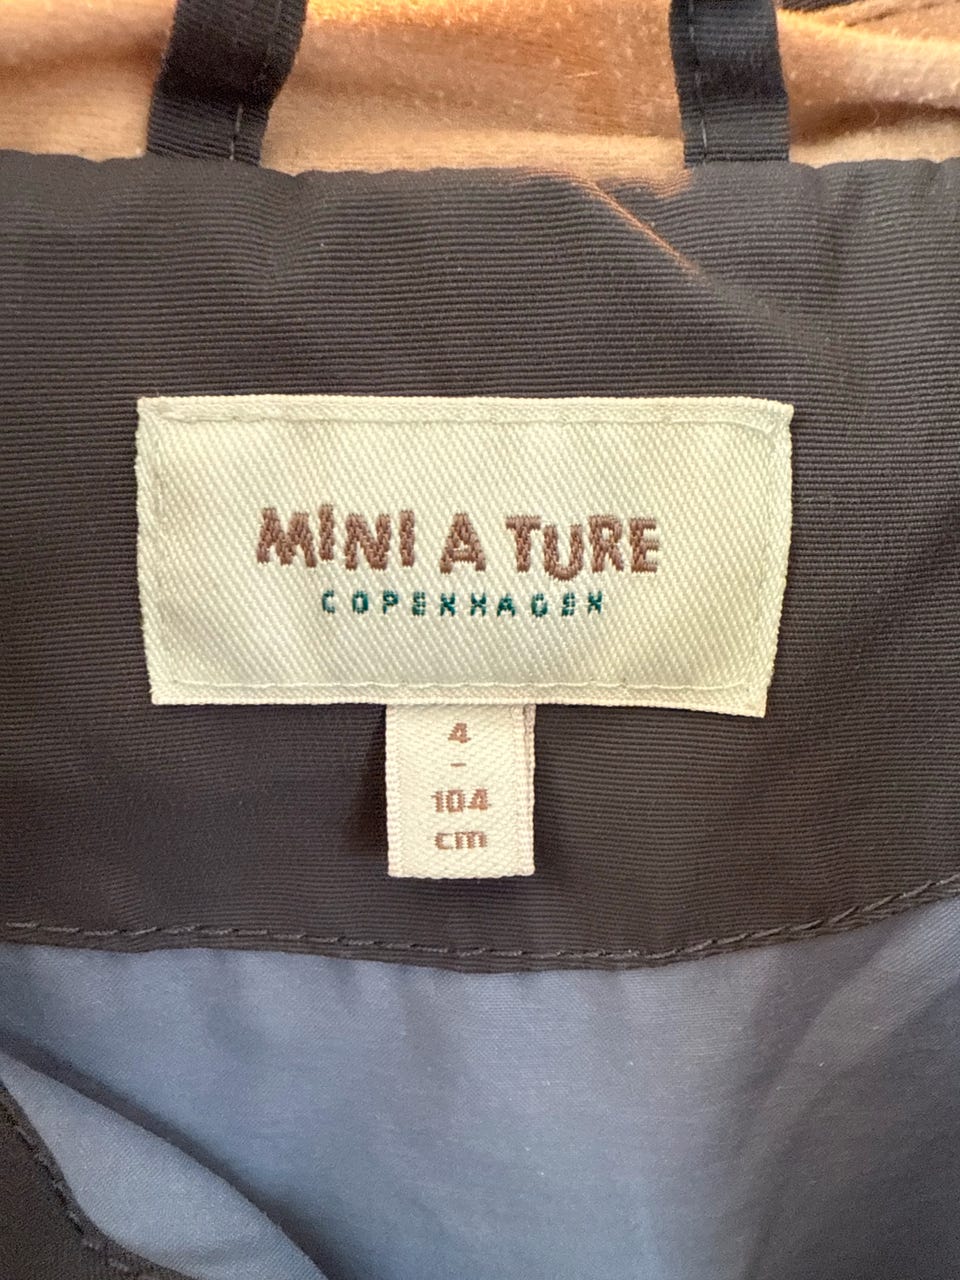 MINI A TURE
COPENHAGEN
4
-
104
cm